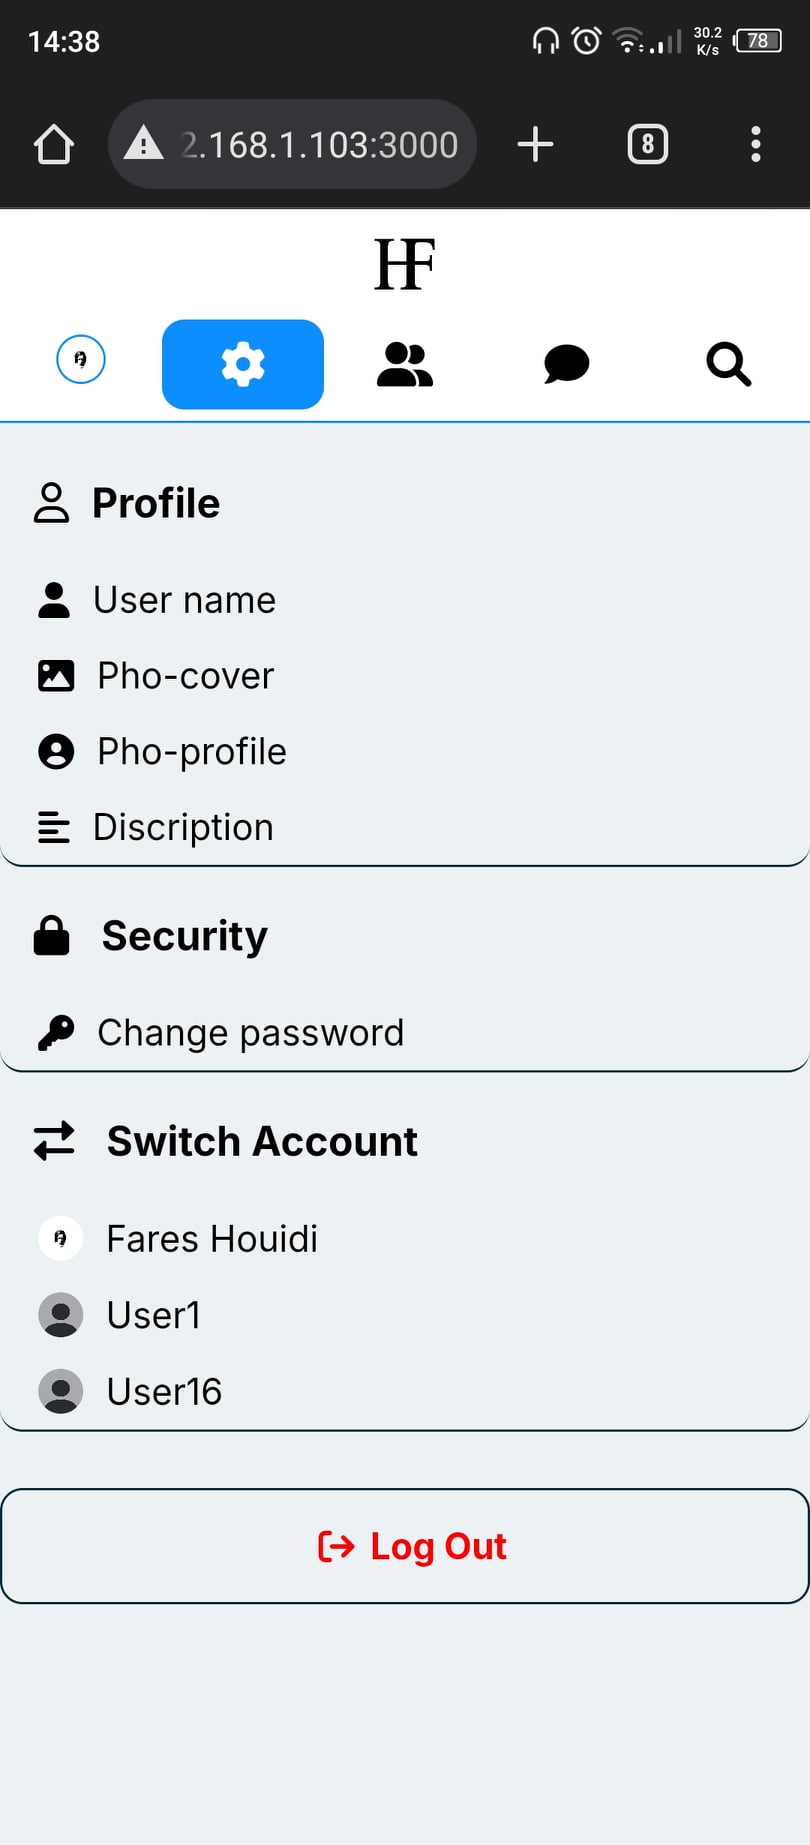 14:38
30.2
K/s
78
2.168.1.103:3000
8
HF
Profile
User name
Pho-cover
Pho-profile
Discription
Security
Change password
Switch Account
Fares Houidi
User1
User16
Log Out